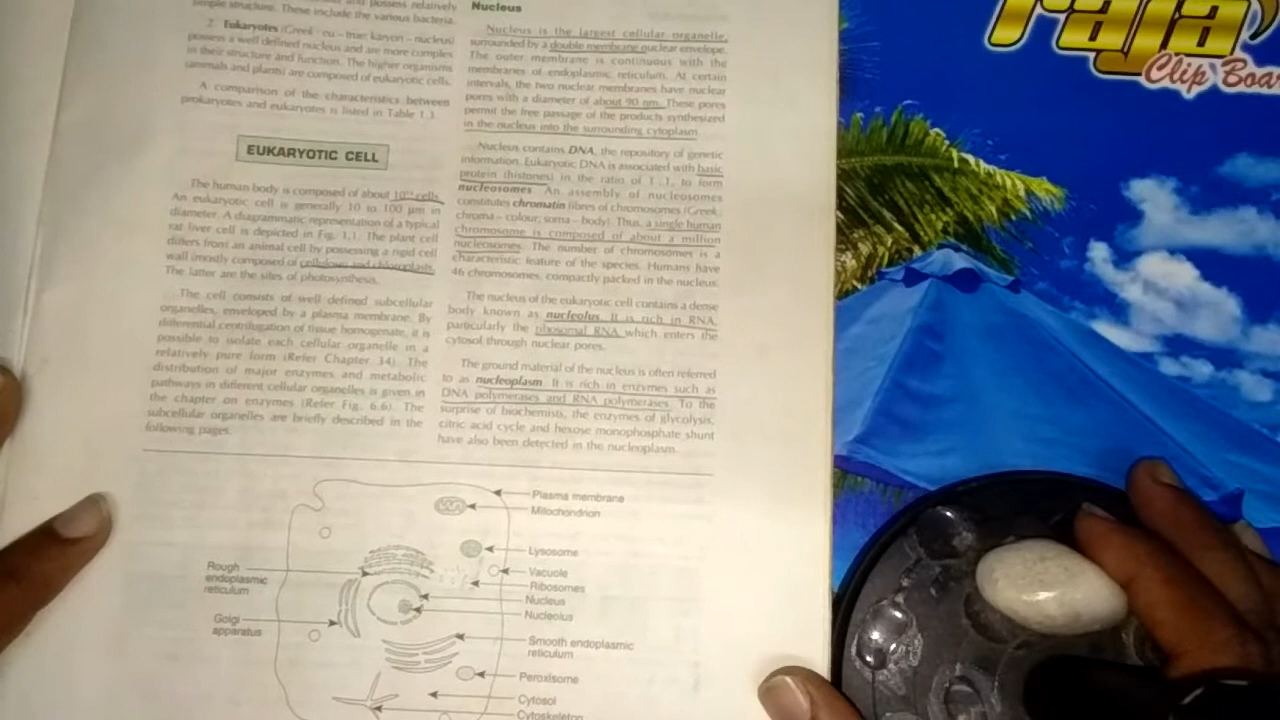 and possess relatively
simple structure. These include the various bacteria.
2. Eukaryotes (Greek : eu – true; karyon – nucleus)
possess a well defined nucleus and are more complex
in their structure and function. The higher organisms
(animals and plants) are composed of eukaryotic cells.
A comparison of the characteristics between
prokaryotes and eukaryotes is listed in Table 1.3.
EUKARYOTIC CELL
The human body is composed of about cells.
An eukaryotic cell is generally 10 to 100 μm in
diameter. A diagrammatic representation of a typical
rat liver cell is depicted in Fig. 1.1. The plant cell
differs from an animal cell by possessing a rigid cell
wall (mostly composed of cellulose) and chloroplasts.
The latter are the sites of photosynthesis.
The cell consists of well defined subcellular
organelles, enveloped by a plasma membrane. By
differential centrifugation of tissue homogenate, it is
possible to isolate each cellular organelle in a
relatively pure form (Refer Chapter 34). The
distribution of major enzymes and metabolic
pathways in different cellular organelles is given in
the chapter on enzymes (Refer Fig. 6.6). The
subcellular organelles are briefly described in the
following pages.
Nucleus
Nucleus is the largest cellular organelle,
surrounded by a double membrane nuclear envelope.
The outer membrane is continuous with the
membranes of endoplasmic reticulum. At certain
intervals, the two nuclear membranes have nuclear
pores with a diameter of about 90 nm. These pores
permit the free passage of the products synthesized
in the nucleus into the surrounding cytoplasm.
Nucleus contains DNA, the repository of genetic
information. Eukaryotic DNA is associated with basic
protein (histones) in the ratio of 1 : 1, to form
nucleosomes. An assembly of nucleosomes
constitutes chromatin fibres of chromosomes (Greek:
chroma – colour; soma – body). Thus, a single human
chromosome is composed of about a million
nucleosomes. The number of chromosomes is a
characteristic feature of the species. Humans have
46 chromosomes, compactly packed in the nucleus.
The nucleus of the eukaryotic cell contains a dense
body known as nucleolus. It is rich in RNA,
particularly the ribosomal RNA which enters the
cytosol through nuclear pores.
The ground material of the nucleus is often referred
to as nucleoplasm. It is rich in enzymes such as
DNA polymerases and RNA polymerases. To the
surprise of biochemists, the enzymes of glycolysis,
citric acid cycle and hexose monophosphate shunt
have also been detected in the nucleoplasm.
Plasma membrane
Mitochondrion
Lysosome
Vacuole
Ribosomes
Nucleus
Nucleolus
Smooth endoplasmic
reticulum
Peroxisome
Cytosol
Cytoskeleton
Rough
endoplasmic
reticulum
Golgi
apparatus
raja
Clip Boar